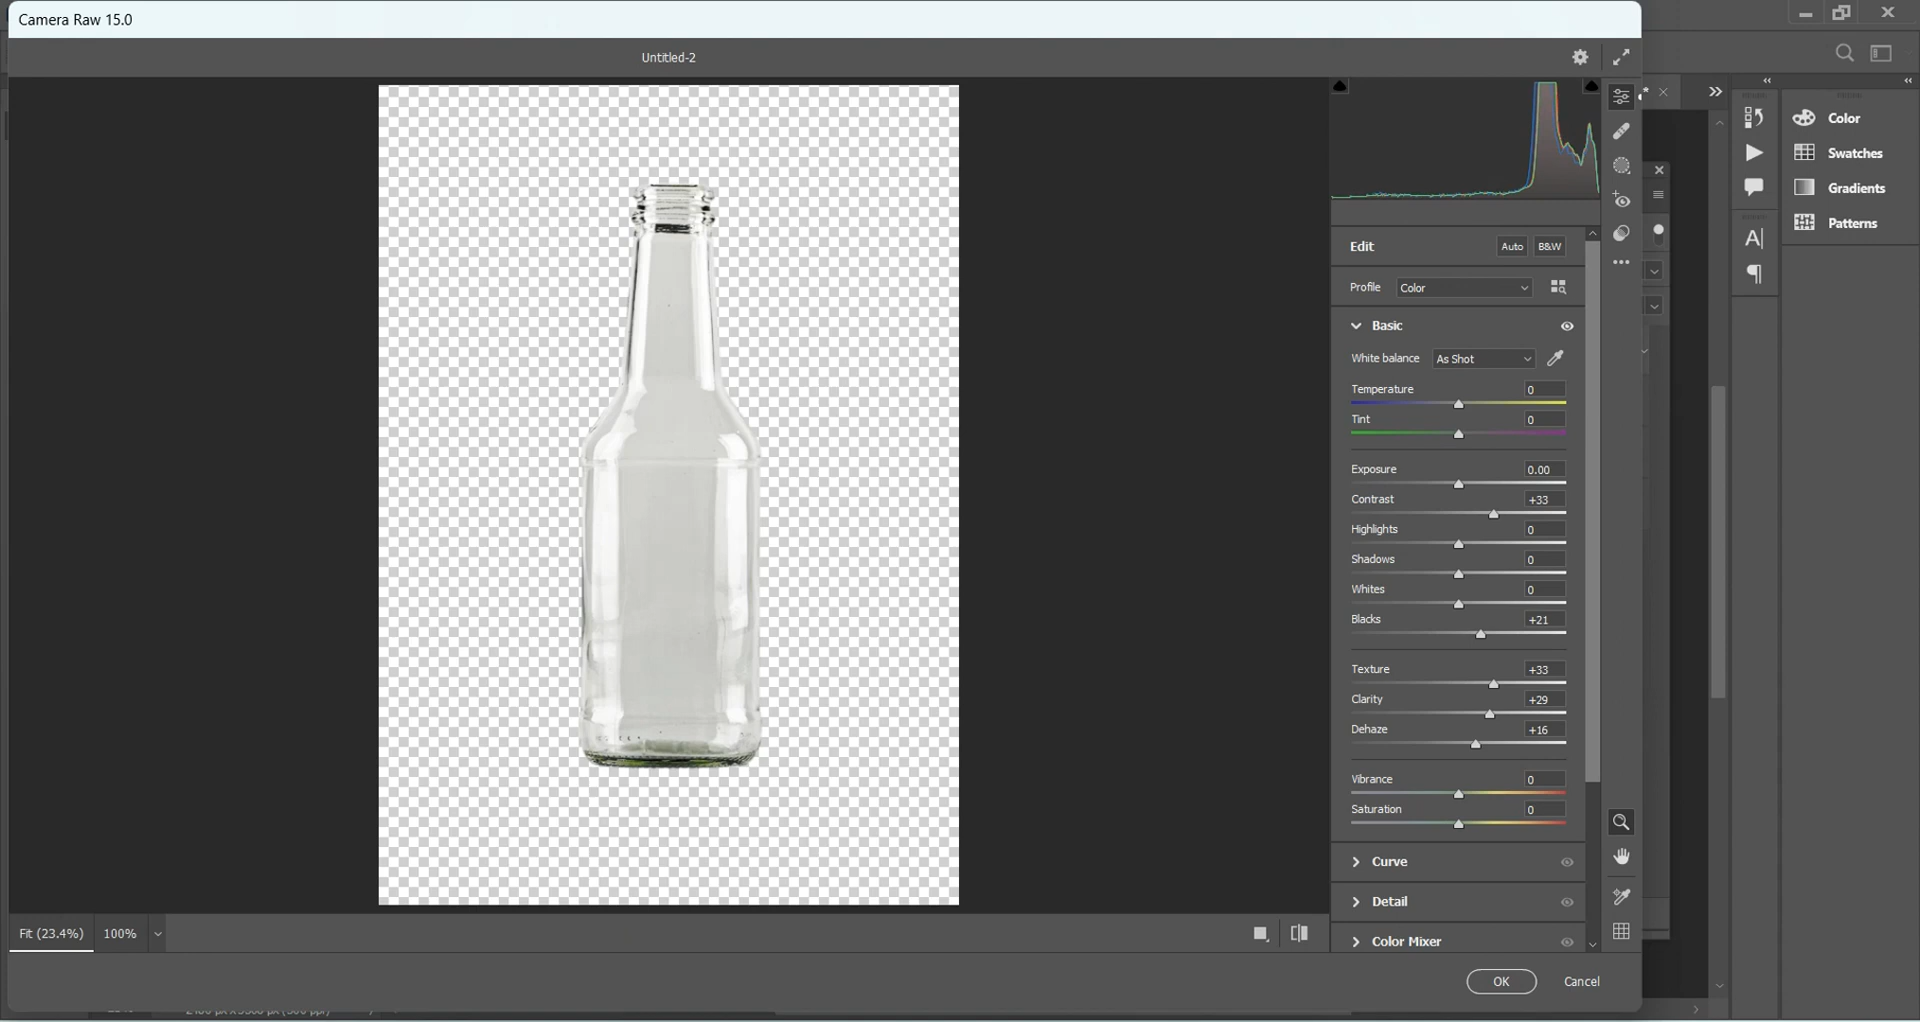 Camera Raw 15.0
Untitled-2
Color
Swatches
Gradients
Patterns
Edit
Auto
B&W
Profile
Color
Basic
White balance
As Shot
Temperature
0
Tint
0
Exposure
0.00
Contrast
+33
Highlights
0
Shadows
0
Whites
0
Blacks
+21
Texture
+33
Clarity
+29
Dehaze
+16
Vibrance
0
Saturation
0
Curve
Detail
Color Mixer
Fit (23.4%)
100%
OK
Cancel